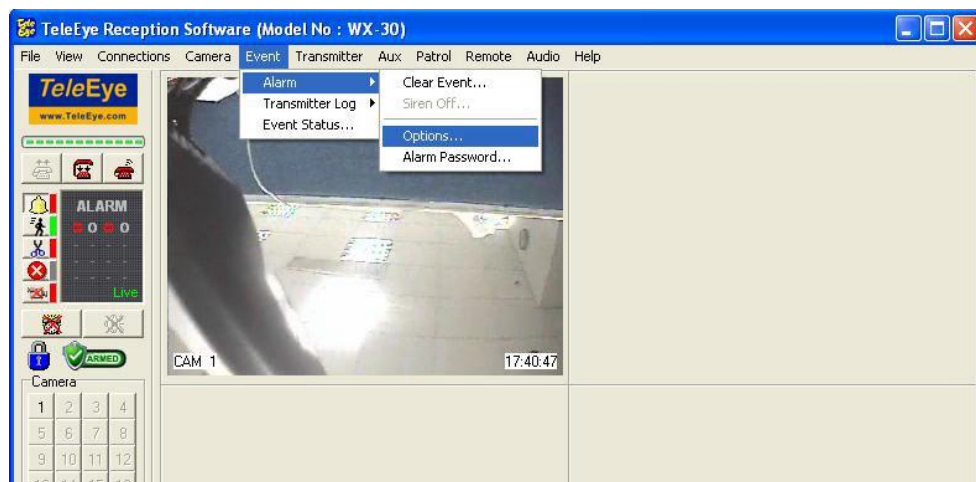 TeleEye Reception Software (Model No : WX-30)
File View Connections Camera Event Transmitter Aux Patrol Remote Audio Help
TeleEye
www.TeleEye.com
Alarm
Transmitter Log
Event Status...
Clear Event...
Siren Off...
Options...
Alarm Password...
ALARM
0 0
Live
ARMED
CAM 1 17:40:47
Camera
1 2 3 4
5 6 7 8
9 10 11 12